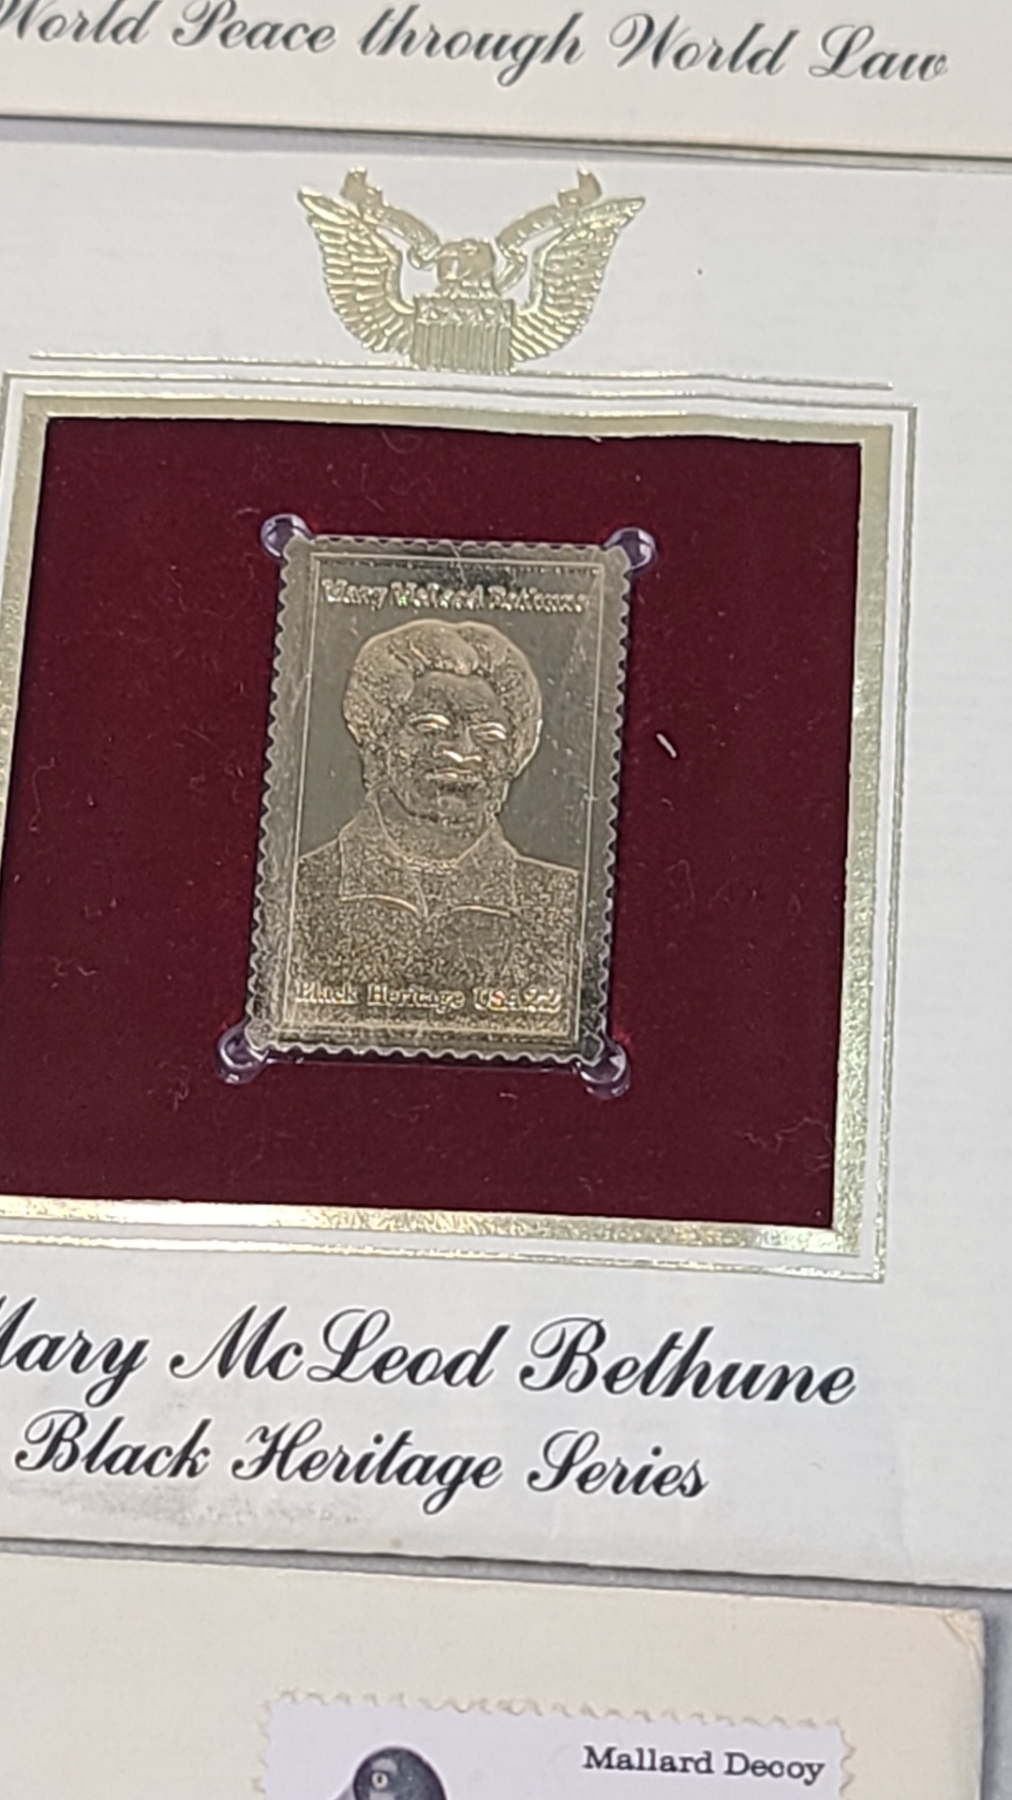 World Peace through World Law
Mary McLeod Bethune
Black Heritage USA 22
Mary McLeod Bethune
Black Heritage Series
Mallard Decoy